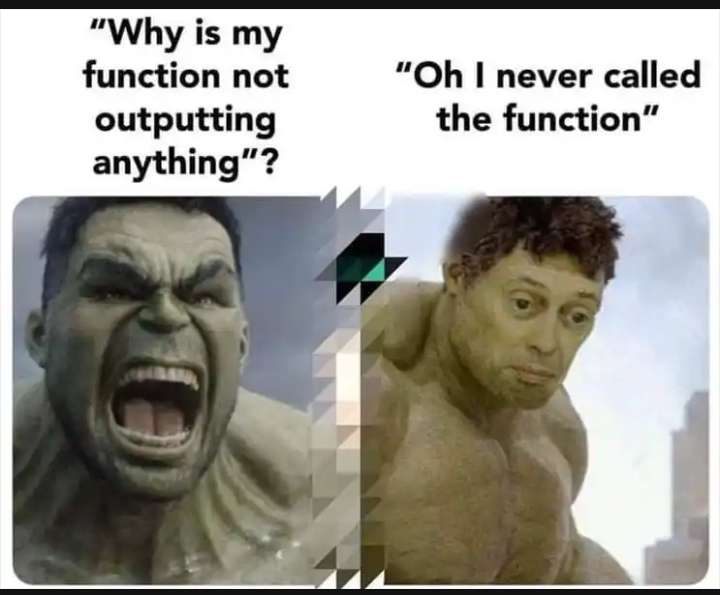 "Why is my
function not
outputting
anything"?
"Oh I never called
the function"